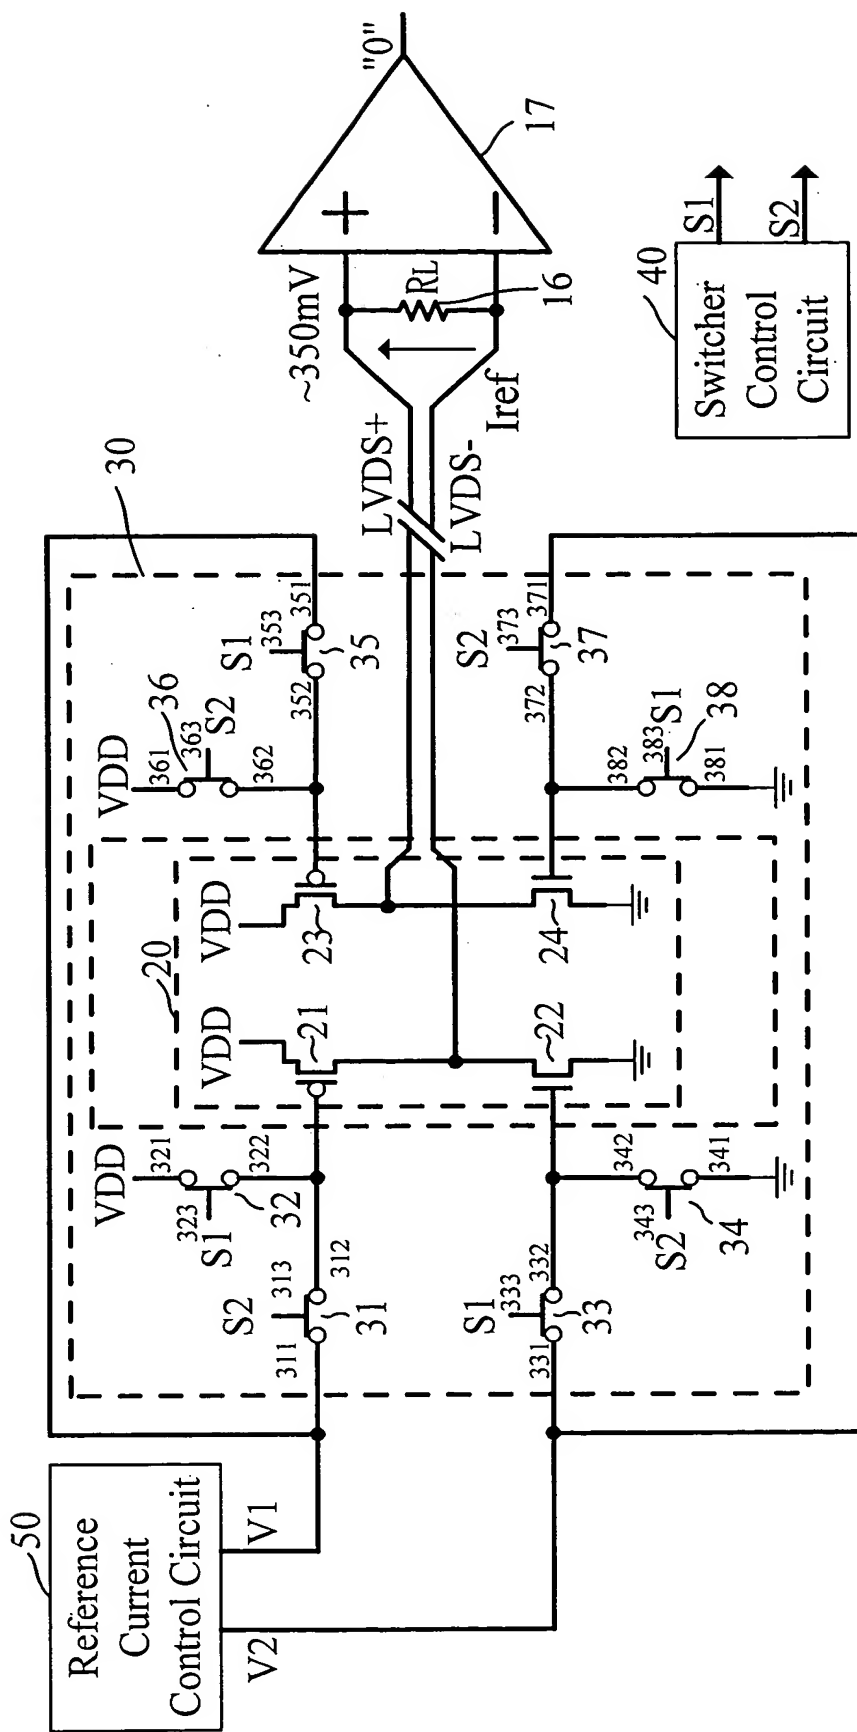 50
Reference
Current
Control Circuit
V1
V2
30
20
VDD
321
322
323
S1
32
S2
313
311
312
31
VDD
21
VDD
23
VDD
361
36
363
S2
362
S1
353
351
352
35
S1
333
331
332
33
342
343
341
S2
34
22
24
S2
373
371
372
37
382
383
S1
381
38
LVDS+
LVDS-
~350mV
Iref
RL
16
+
−
17
"0"
40
Switcher
Control
Circuit
S1
S2